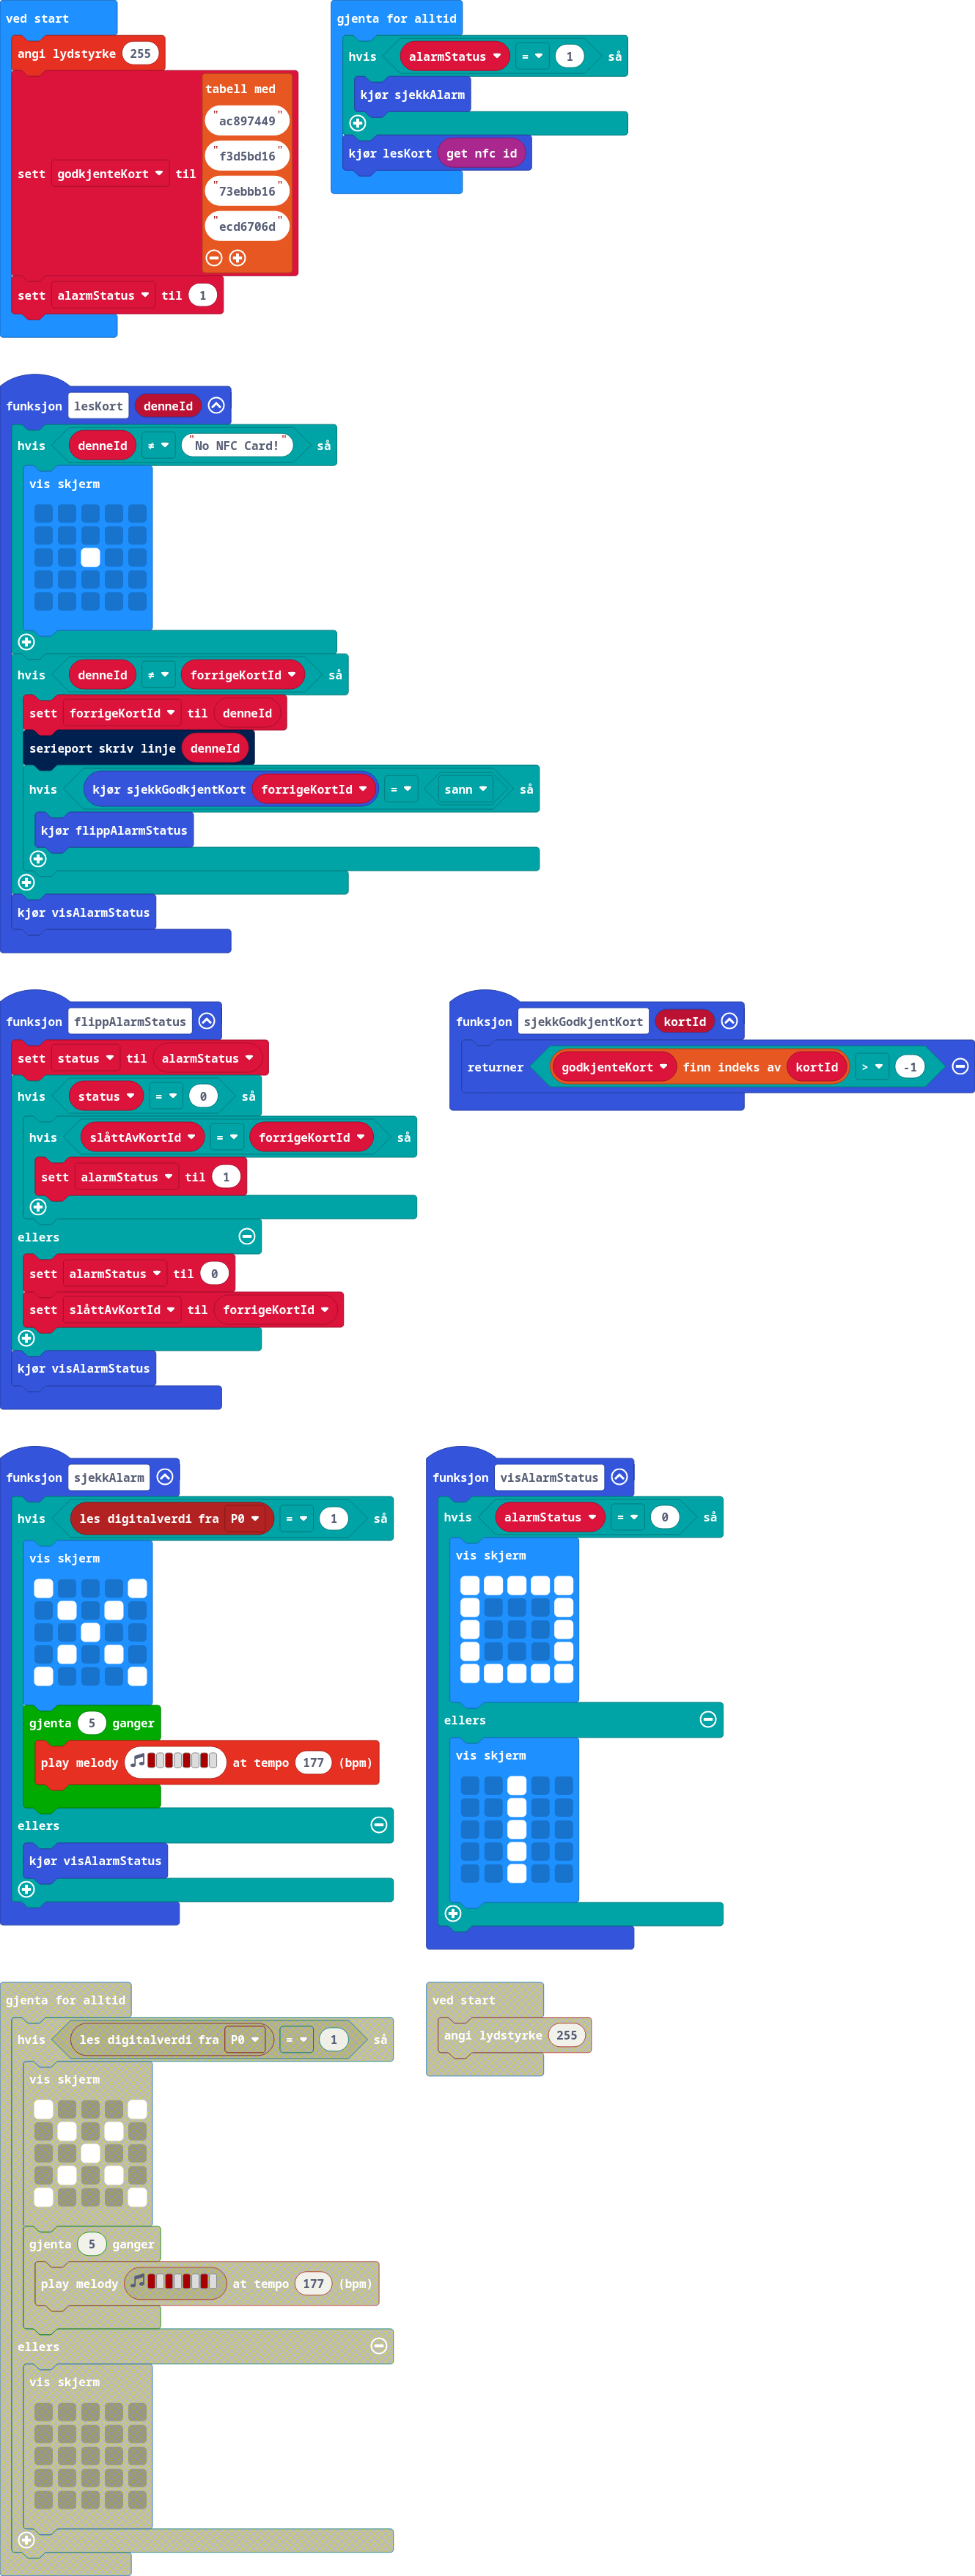 ved start
angi lydstyrke 255
sett godkjenteKort til tabell med
"ac897449"
"f3d5bd16"
"73ebbb16"
"ecd6706d"
sett alarmStatus til 1
gjenta for alltid
hvis alarmStatus = 1 så
kjør sjekkAlarm
kjør lesKort get nfc id
funksjon lesKort denneId
hvis denneId ≠ "No NFC Card!" så
vis skjerm
hvis denneId ≠ forrigeKortId så
sett forrigeKortId til denneId
serieport skriv linje denneId
hvis kjør sjekkGodkjentKort forrigeKortId = sann så
kjør flippAlarmStatus
kjør visAlarmStatus
funksjon flippAlarmStatus
sett status til alarmStatus
hvis status = 0 så
hvis slåttAvKortId = forrigeKortId så
sett alarmStatus til 1
ellers
sett alarmStatus til 0
sett slåttAvKortId til forrigeKortId
kjør visAlarmStatus
funksjon sjekkGodkjentKort kortId
returner godkjenteKort finn indeks av kortId > -1
funksjon sjekkAlarm
hvis les digitalverdi fra P0 = 1 så
vis skjerm
gjenta 5 ganger
play melody at tempo 177 (bpm)
ellers
kjør visAlarmStatus
funksjon visAlarmStatus
hvis alarmStatus = 0 så
vis skjerm
ellers
vis skjerm
gjenta for alltid
hvis les digitalverdi fra P0 = 1 så
vis skjerm
gjenta 5 ganger
play melody at tempo 177 (bpm)
ellers
vis skjerm
ved start
angi lydstyrke 255